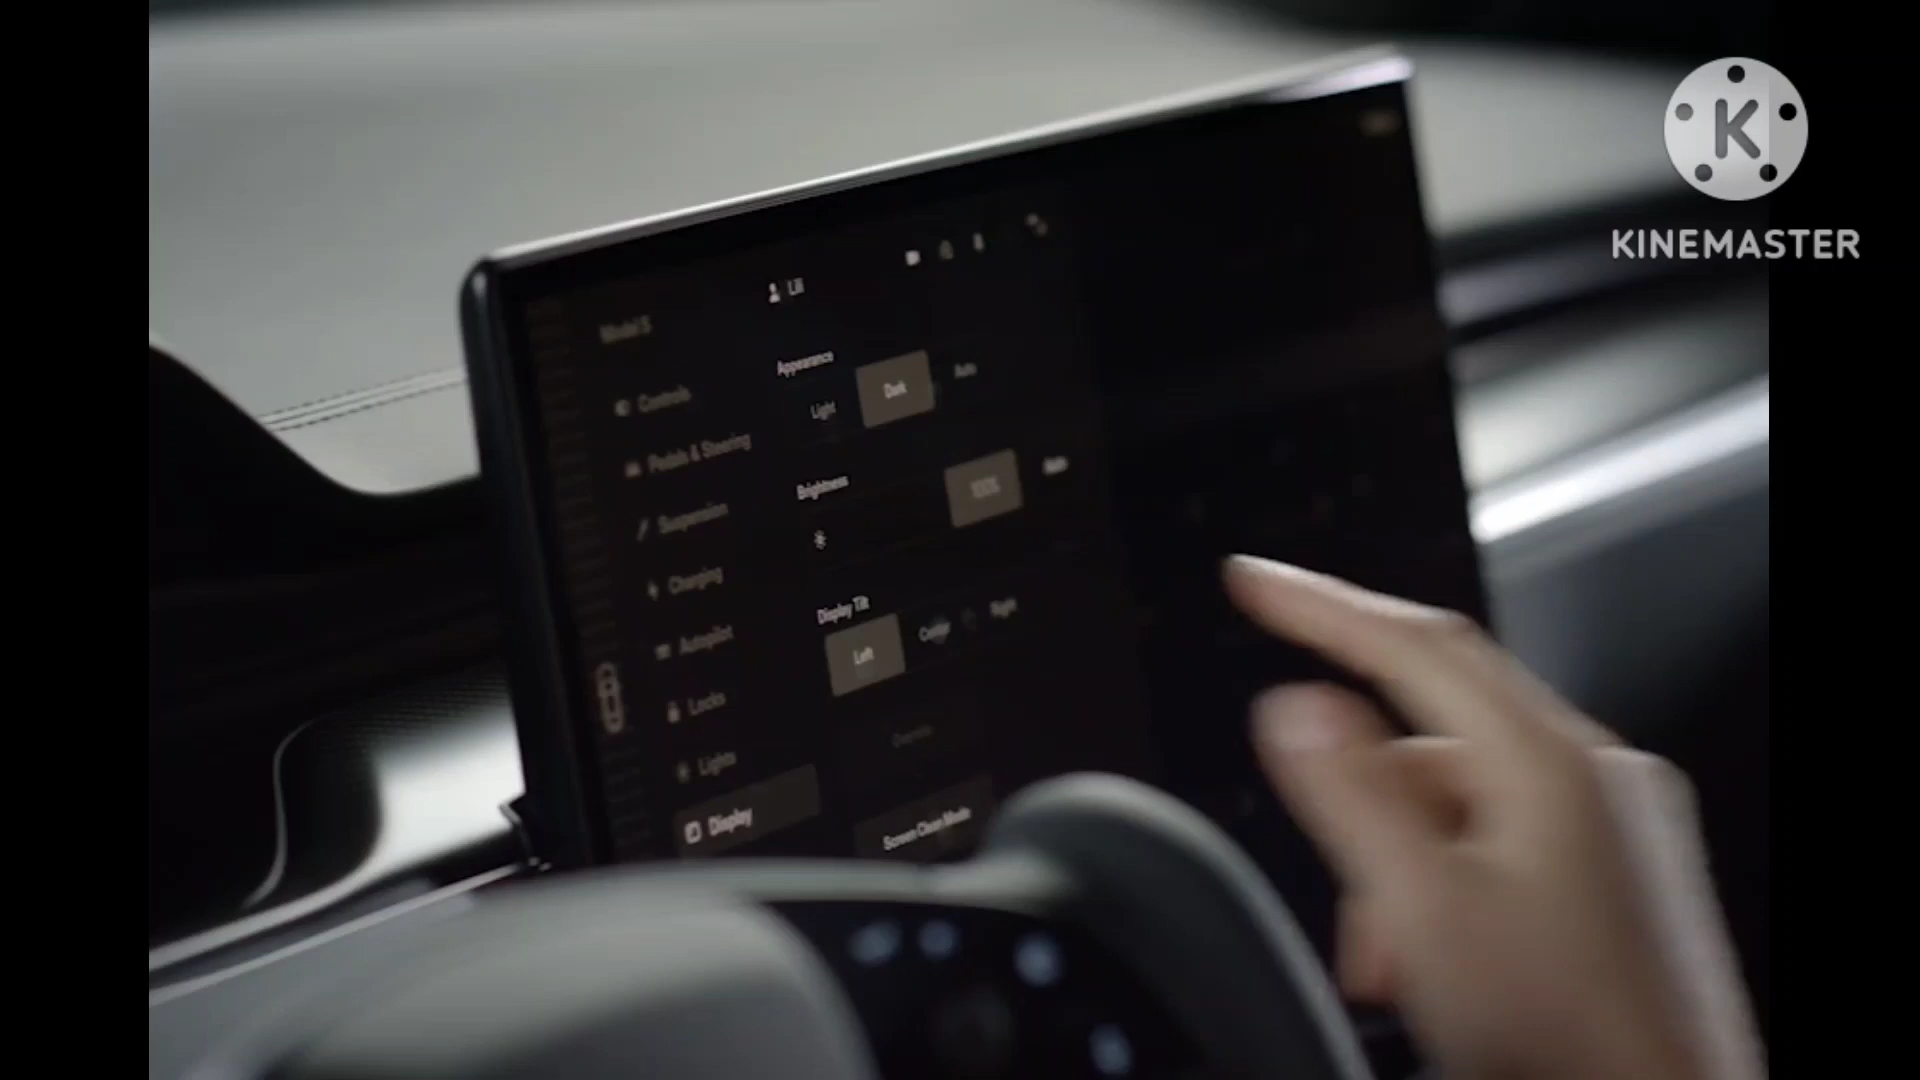 KINEMASTER
Lili
Model S
Appearance
Light
Dark
Auto
Controls
Pedals & Steering
Brightness
100%
Auto
Suspension
Charging
Display Tilt
Left
Center
Right
Autopilot
Locks
Lights
Display
Screen Clean Mode